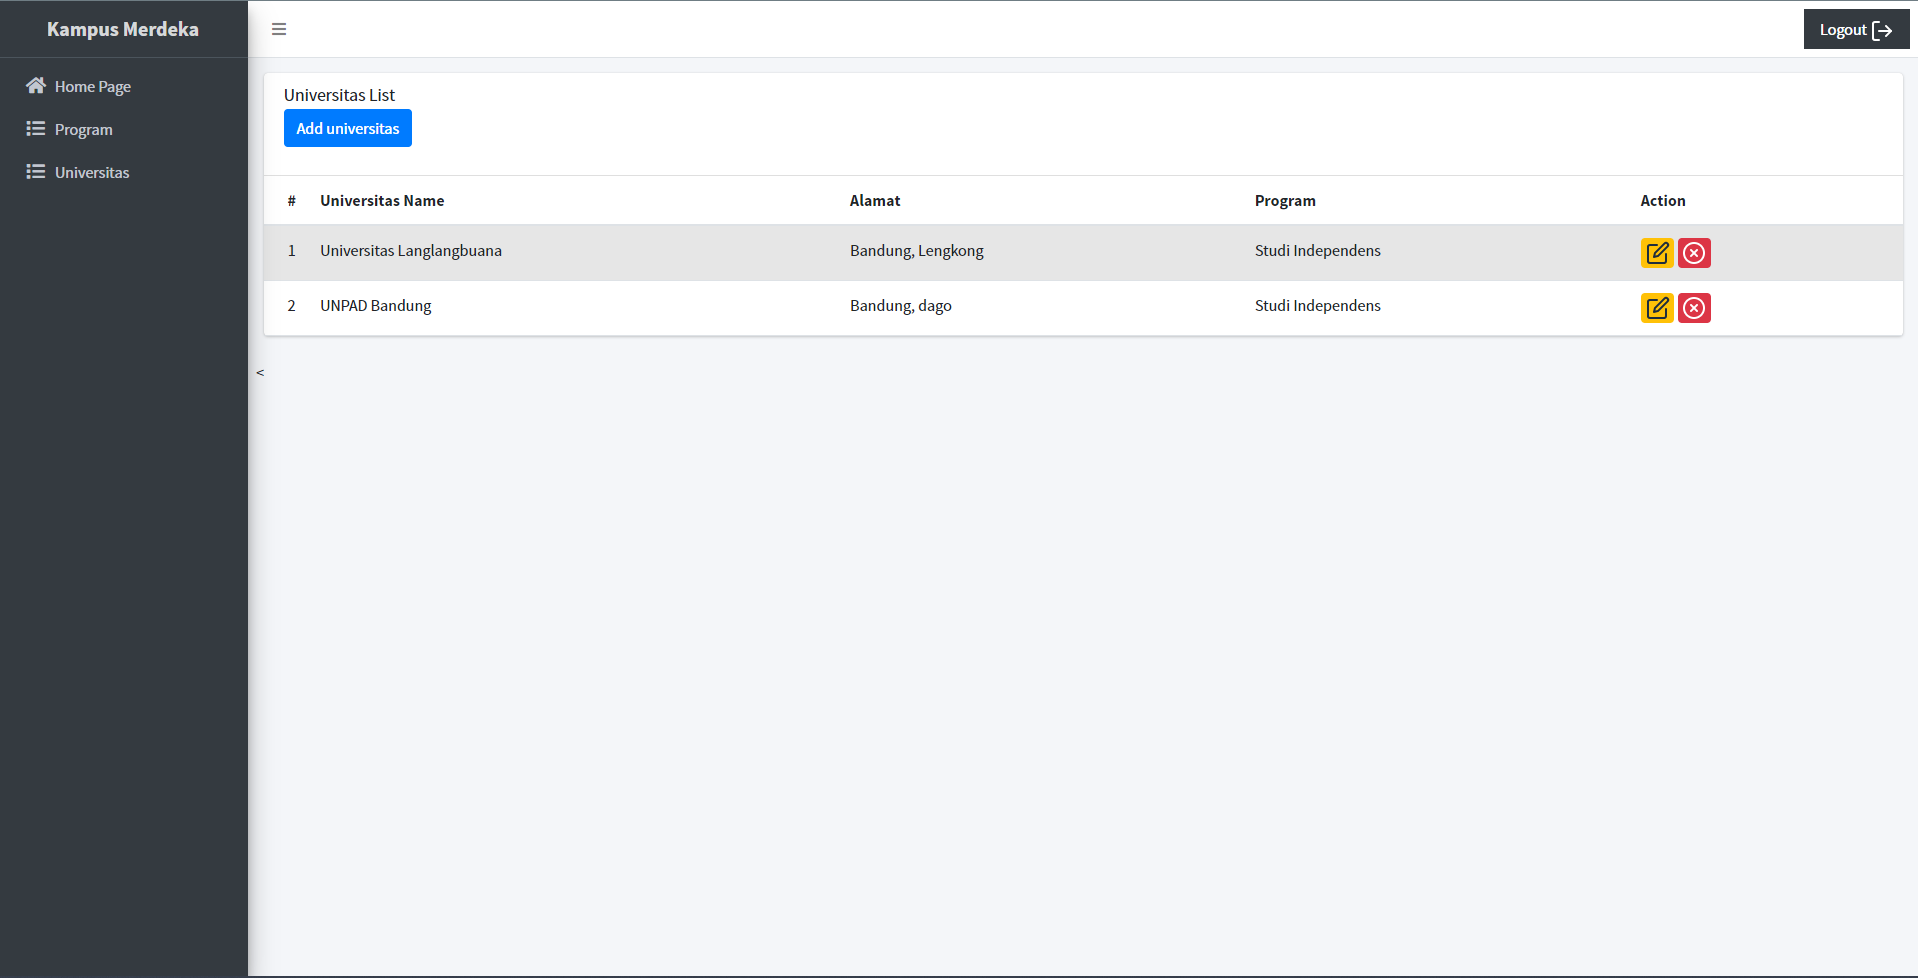 Kampus Merdeka
Logout
Home Page
Program
Universitas
Universitas List
Add universitas
# Universitas Name Alamat Program Action
1 Universitas Langlangbuana Bandung, Lengkong Studi Independens
2 UNPAD Bandung Bandung, dago Studi Independens
<